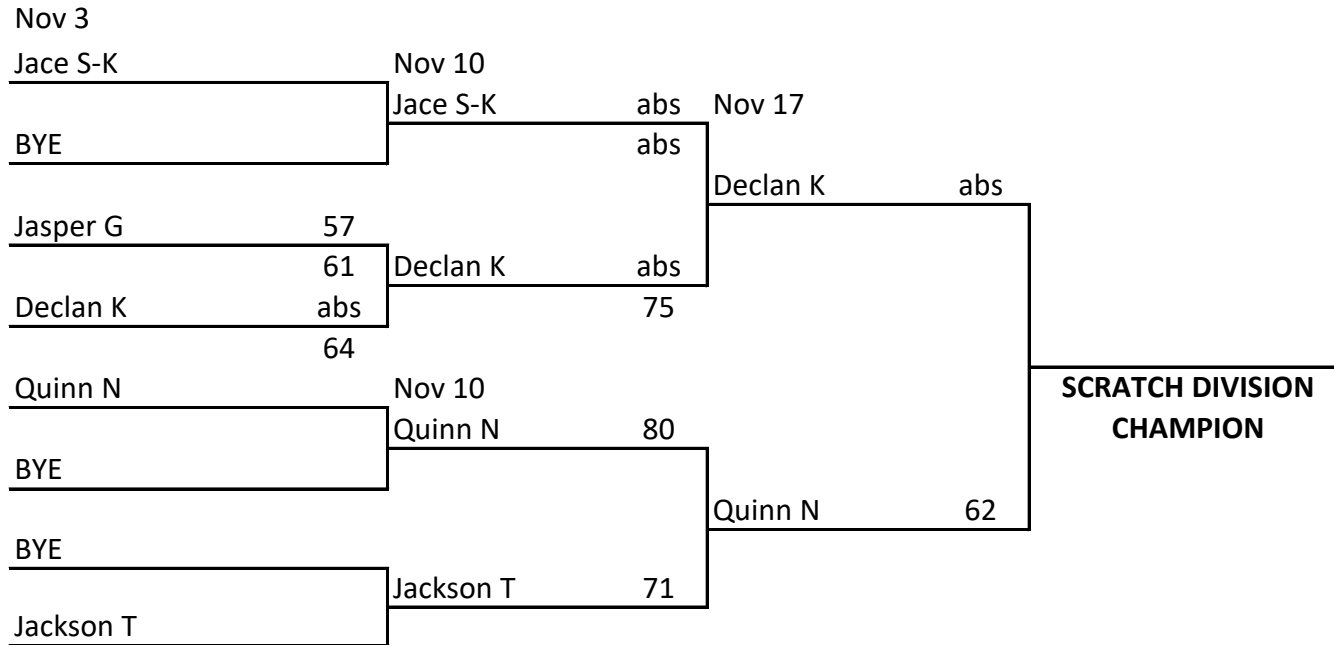 Nov 3
Jace S-K Nov 10
Jace S-K abs Nov 17
BYE abs
Declan K abs
Jasper G 57
61 Declan K abs
Declan K abs 75
64
Quinn N Nov 10 SCRATCH DIVISION
Quinn N 80 CHAMPION
BYE
Quinn N 62
BYE
Jackson T 71
Jackson T